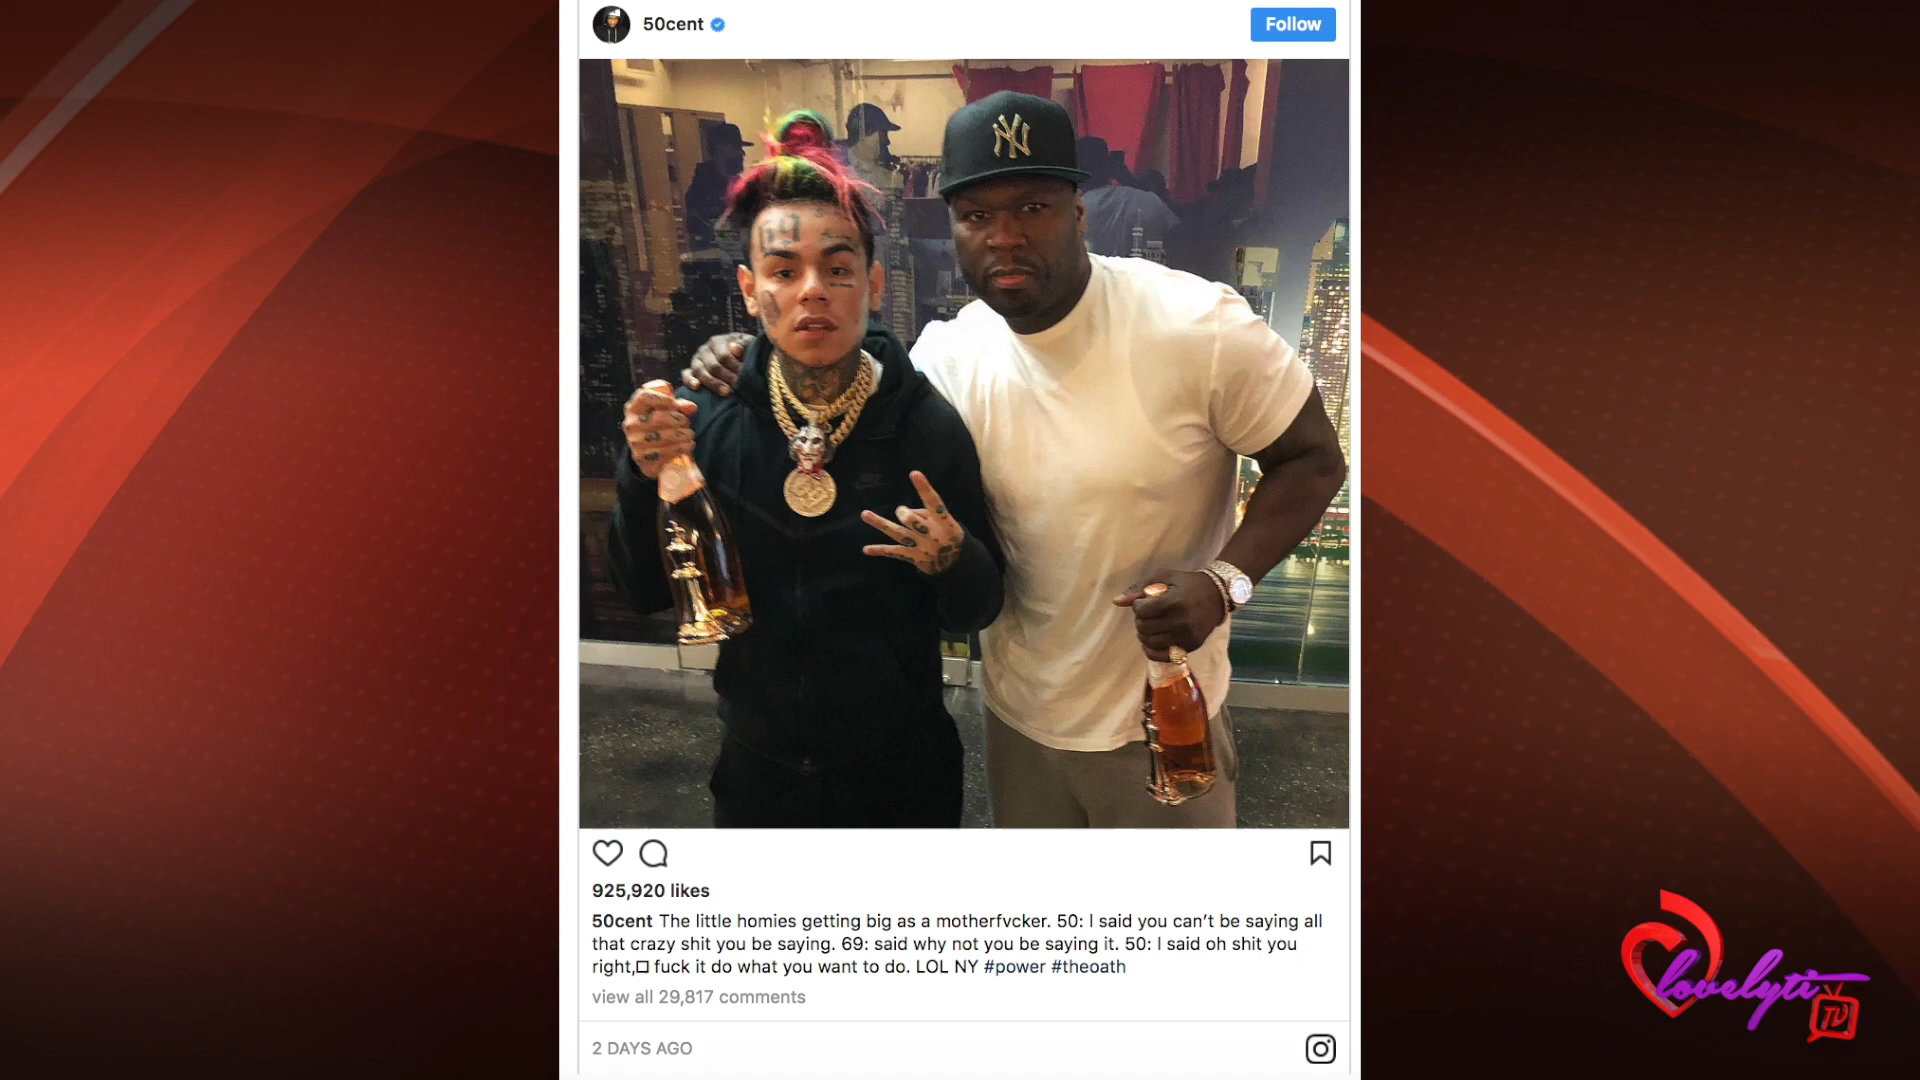 50cent
Follow
NY
925,920 likes
50cent The little homies getting big as a motherfvcker. 50: I said you can't be saying all
that crazy shit you be saying. 69: said why not you be saying it. 50: I said oh shit you
right,□ fuck it do what you want to do. LOL NY #power #theoath
view all 29,817 comments
2 DAYS AGO
lovelyti
TV